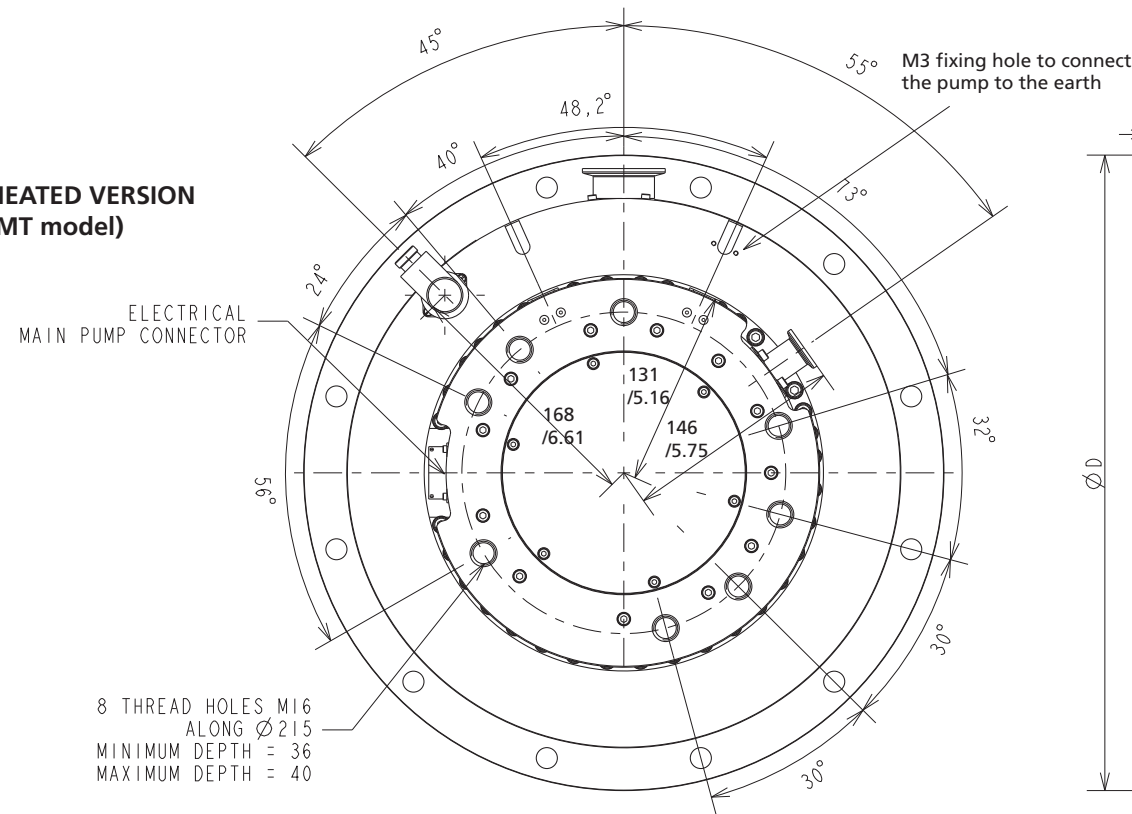 45°
55°
M3 fixing hole to connect
the pump to the earth
48,2°
40°
73°
HEATED VERSION
(MT model)
24°
ELECTRICAL
MAIN PUMP CONNECTOR
131
/5.16
168
/6.61
146
/5.75
32°
ØD
56°
30°
8 THREAD HOLES M16
ALONG Ø215
MINIMUM DEPTH = 36
MAXIMUM DEPTH = 40
30°